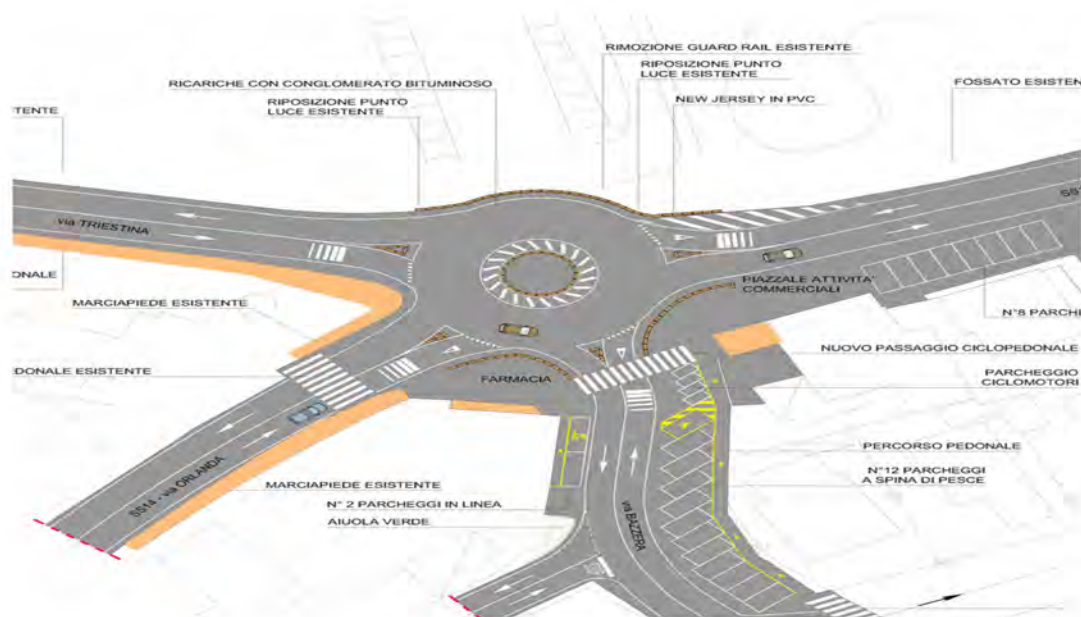 RIMOZIONE GUARD RAIL ESISTENTE
RIPOSIZIONE PUNTO
LUCE ESISTENTE
RICARICHE CON CONGLOMERATO BITUMINOSO
RIPOSIZIONE PUNTO
LUCE ESISTENTE
NEW JERSEY IN PVC
FOSSATO ESISTEN
TENTE
SS
via TRIESTINA
PIAZZALE ATTIVITA'
COMMERCIALI
DONALE
MARCIAPIEDE ESISTENTE
N°8 PARCHE
NUOVO PASSAGGIO CICLOPEDONALE
DONALE ESISTENTE
FARMACIA
PARCHEGGIO
CICLOMOTORI
PERCORSO PEDONALE
N°12 PARCHEGGI
A SPINA DI PESCE
SS14 - via ORLANDA
MARCIAPIEDE ESISTENTE
N° 2 PARCHEGGI IN LINEA
AIUOLA VERDE
via BAZZERA